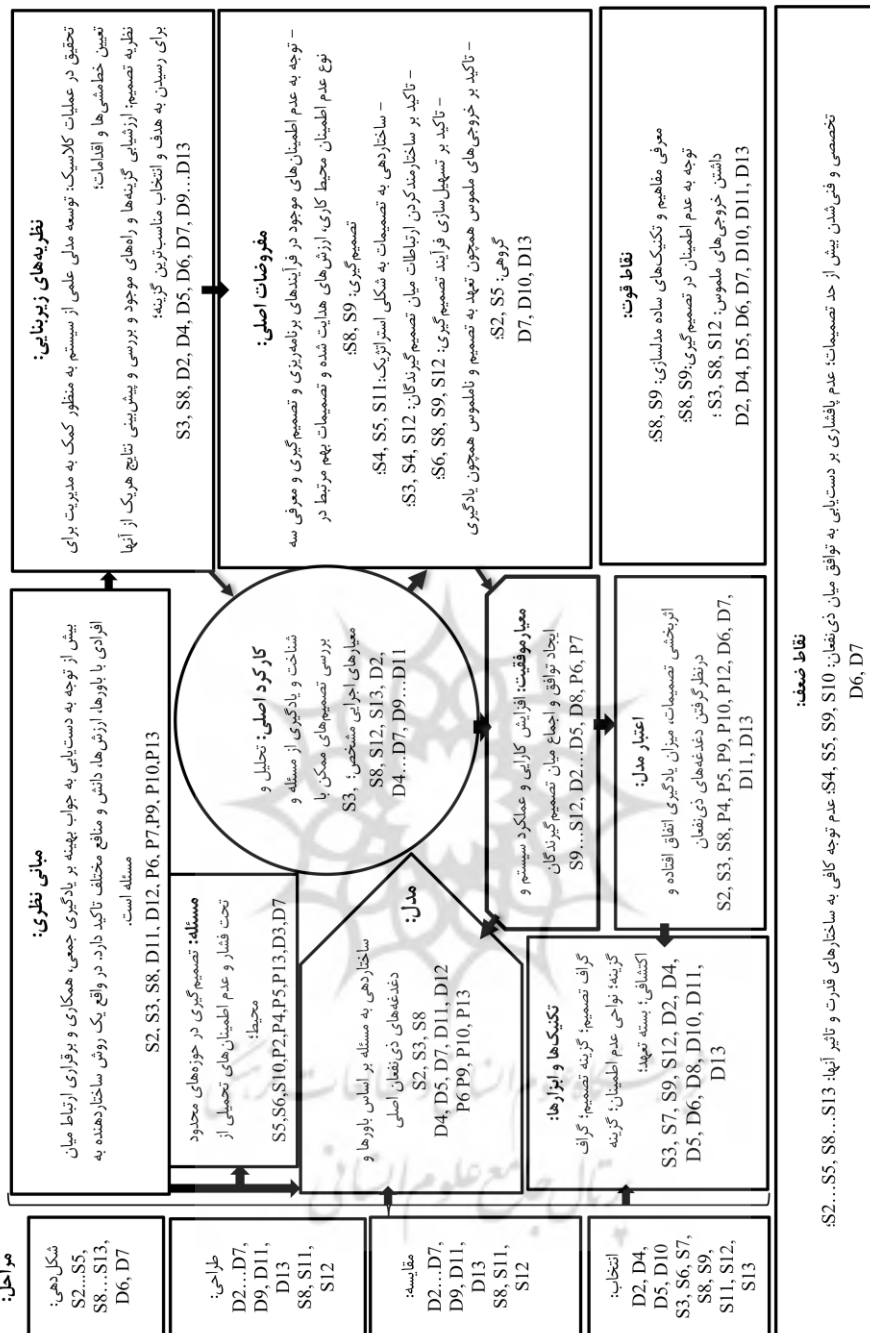 نظریه‌های زیربنایی:
تحقیق در عملیات کلاسیک: توسعه مدلی علمی از سیستم به منظور کمک به مدیریت برای
تعیین خط‌مشی‌ها و اقدامات:
نظریه تصمیم: ارزشیابی گزینه‌ها و راه‌های موجود و بررسی و پیش‌بینی نتایج هریک از آنها
برای رسیدن به هدف و انتخاب مناسب‌ترین گزینه:
S3, S8, D2, D4, D5, D6, D7, D9…D13
مفروضات اصلی:
– توجه به عدم اطمینان‌های موجود در فرآیندهای برنامه‌ریزی و تصمیم‌گیری و معرفی سه
نوع عدم اطمینان محیط کاری، ارزش‌های هدایت شده و تصمیمات بهم مرتبط در
تصمیم‌گیری: S8, S9:
– ساختاردهی به تصمیمات به شکلی استراتژیک: S4, S5, S11:
– تاکید بر ساختارمندکردن ارتباطات میان تصمیم‌گیرندگان: S3, S4, S12:
– تاکید بر تسهیل‌سازی فرآیند تصمیم‌گیری: S6, S8, S9, S12:
– تاکید بر خروجی‌های ملموس همچون تعهد به تصمیم و ناملموس همچون یادگیری
گروهی: S2, S5:
D7, D10, D13
نقاط قوت:
معرفی مفاهیم و تکنیک‌های ساده مدلسازی: S8, S9:
توجه به عدم اطمینان در تصمیم‌گیری: S8, S9:
داشتن خروجی‌های ملموس: S3, S8, S12 :
D2, D4, D5, D6, D7, D10, D11, D13
مبانی نظری:
بیش از توجه به دست‌یابی به جواب بهینه بر یادگیری جمعی، همکاری و برقراری ارتباط میان
افرادی با باورها، ارزش‌ها، دانش و منافع مختلف تاکید دارد. در واقع یک روش ساختاردهنده به
مسئله است.
S2, S3, S8, D11, D12, P6, P7,P9, P10,P13
کارکرد اصلی: تحلیل و
شناخت و یادگیری از مسئله و
بررسی تصمیم‌های ممکن با
معیارهای اجرایی مشخص: S3,
S8, S12, S13, D2,
D4…D7, D9…D11
معیار موفقیت: افزایش کارایی و عملکرد سیستم و
ایجاد توافق و اجماع میان تصمیم گیرندگان
S9…S12, D2…D5, D8, P6, P7
اعتبار مدل:
اثربخشی تصمیمات، میزان یادگیری اتفاق افتاده و
درنظر گرفتن دغدغه‌های ذی‌نفعان
S2, S3, S8, P4, P5, P9, P10, P12, D6, D7,
D11, D13
مسئله: تصمیم‌گیری در حوزه‌های محدود
تحت فشار و عدم اطمینان‌های تحمیلی از
محیط:
S5,S6,S10,P2,P4,P5,P13,D3,D7
مدل:
ساختاردهی به مسئله بر اساس باورها و
دغدغه‌های ذی‌نفعان اصلی
S2, S3, S8
D4, D5, D7, D11, D12
P6 P9, P10, P13
تکنیک‌ها و ابزارها:
گراف تصمیم؛ گزینه تصمیم؛ گراف
گزینه؛ نواحی عدم اطمینان؛ گزینه
اکتشافی؛ بسته تعهد:
S3, S7, S9, S12, D2, D4,
D5, D6, D8, D10, D11,
D13
مراحل:
شکل‌دهی:
S2…S5,
S8…S13,
D6, D7
طراحی:
D2…D7,
D9, D11,
D13
S8, S11,
S12
مقایسه:
D2…D7,
D9, D11,
D13
S8, S11,
S12
انتخاب:
D2, D4,
D5, D10
S3, S6, S7,
S8, S9,
S11, S12,
S13
نقاط ضعف:
تخصصی و فنی‌شدن بیش از حد تصمیمات: عدم پافشاری بر دست‌یابی به توافق میان ذی‌نفعان: S4, S5, S9, S10: عدم توجه کافی به ساختارهای قدرت و تاثیر آنها: S2…S5, S8…S13:
D6, D7
پرتال جامع علوم انسانی